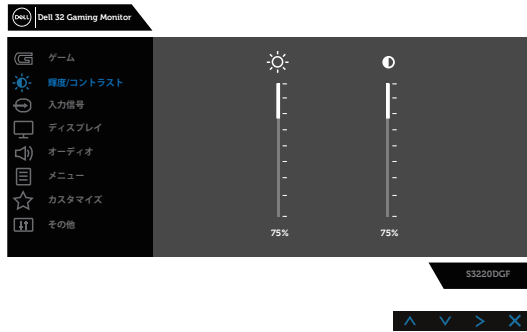 DELL Dell 32 Gaming Monitor
ゲーム
輝度/コントラスト
入力信号
ディスプレイ
オーディオ
メニュー
カスタマイズ
その他
75% 75%
S3220DGF